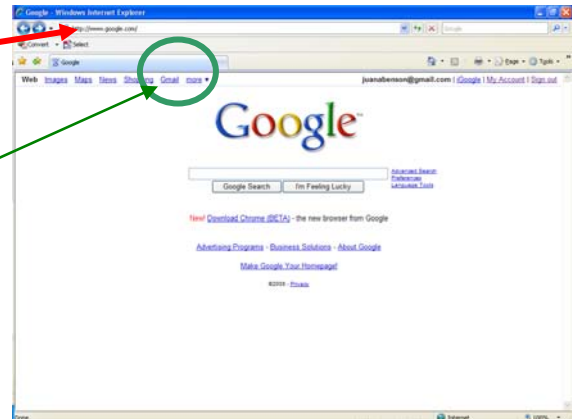 Google - Windows Internet Explorer
http://www.google.com/
Google
Convert Select
Google
Page Tools
Web Images Maps News Shopping Gmail more
juanabenson@gmail.com | iGoogle | My Account | Sign out
Google
Advanced Search
Preferences
Language Tools
Google Search I'm Feeling Lucky
New! Download Chrome (BETA) - the new browser from Google
Advertising Programs - Business Solutions - About Google
Make Google Your Homepage!
Privacy
Done Internet 100%